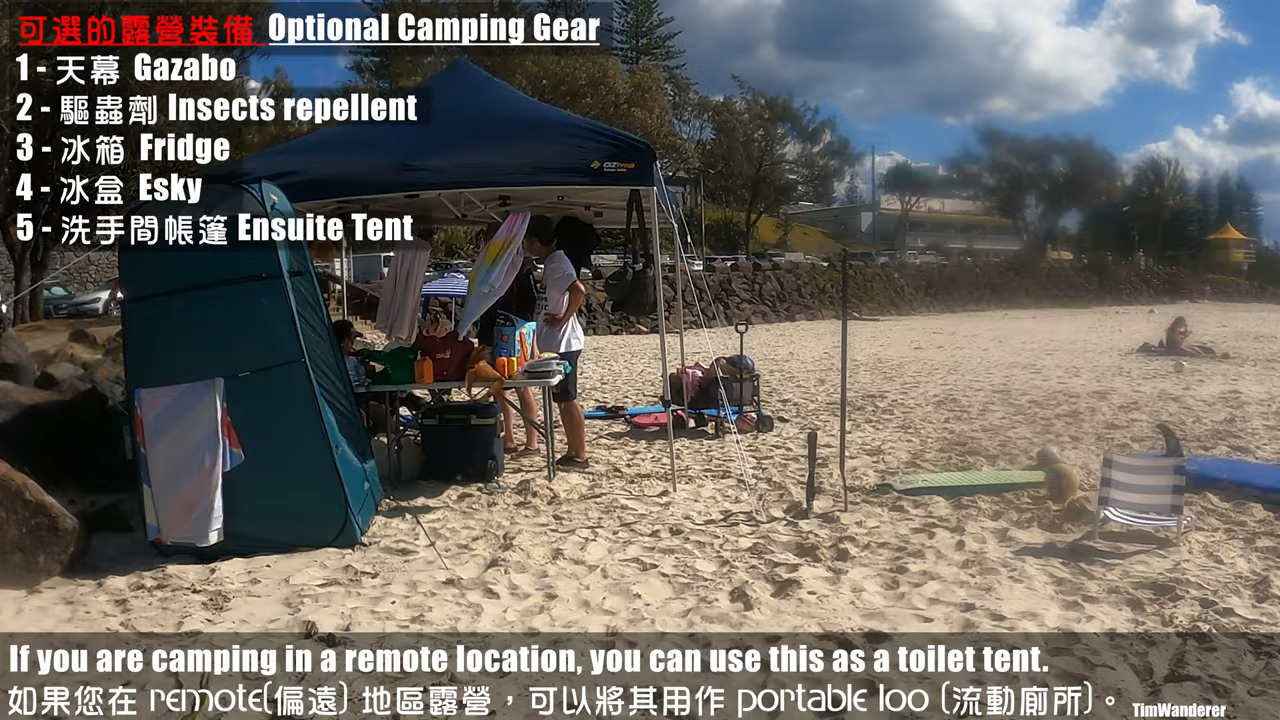 可選的露營裝備 Optional Camping Gear
1 - 天幕 Gazabo
2 - 驅蟲劑 Insects repellent
3 - 冰箱 Fridge
4 - 冰盒 Esky
5 - 洗手間帳篷 Ensuite Tent
OZtrail
If you are camping in a remote location, you can use this as a toilet tent.
如果您在 remote(偏遠) 地區露營，可以將其用作 portable loo (流動廁所)。
TimWanderer